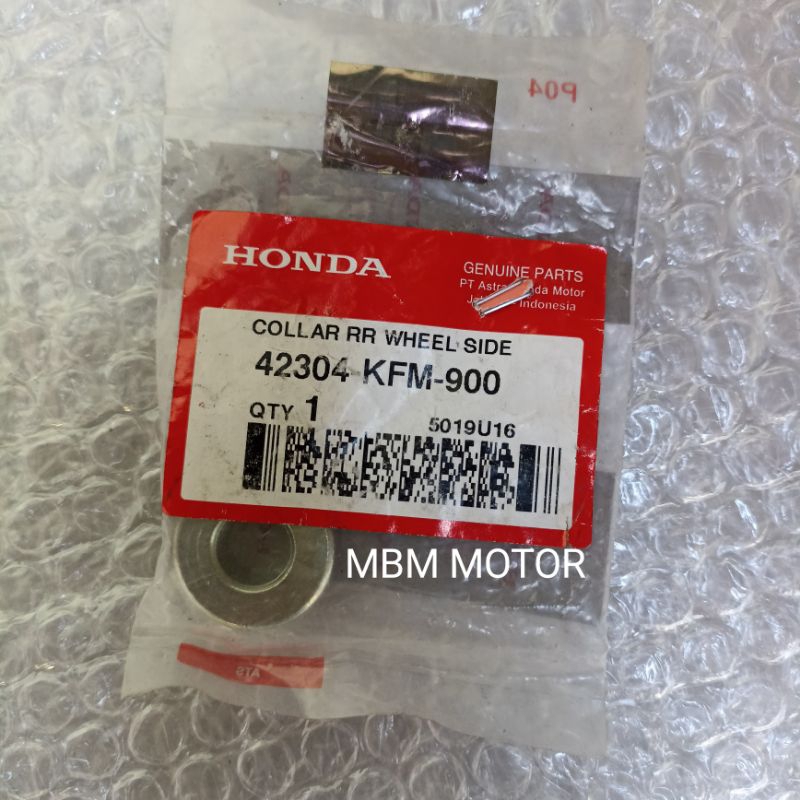 P04
HONDA
GENUINE PARTS
PT Astra Honda Motor
Indonesia
COLLAR RR WHEEL SIDE
42304-KFM-900
QTY 1
5019U16
MBM MOTOR
ATS